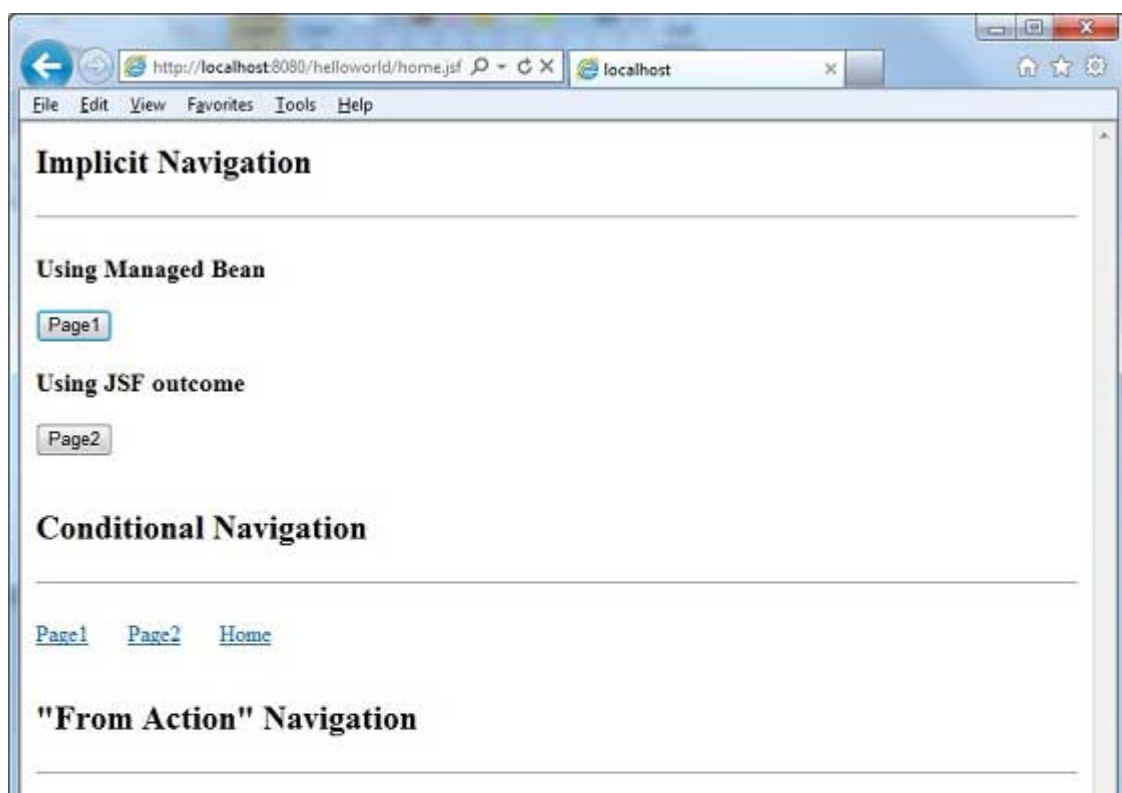 http://localhost:8080/helloworld/home.jsf
localhost
File Edit View Favorites Tools Help
Implicit Navigation
Using Managed Bean
Page1
Using JSF outcome
Page2
Conditional Navigation
Page1 Page2 Home
"From Action" Navigation